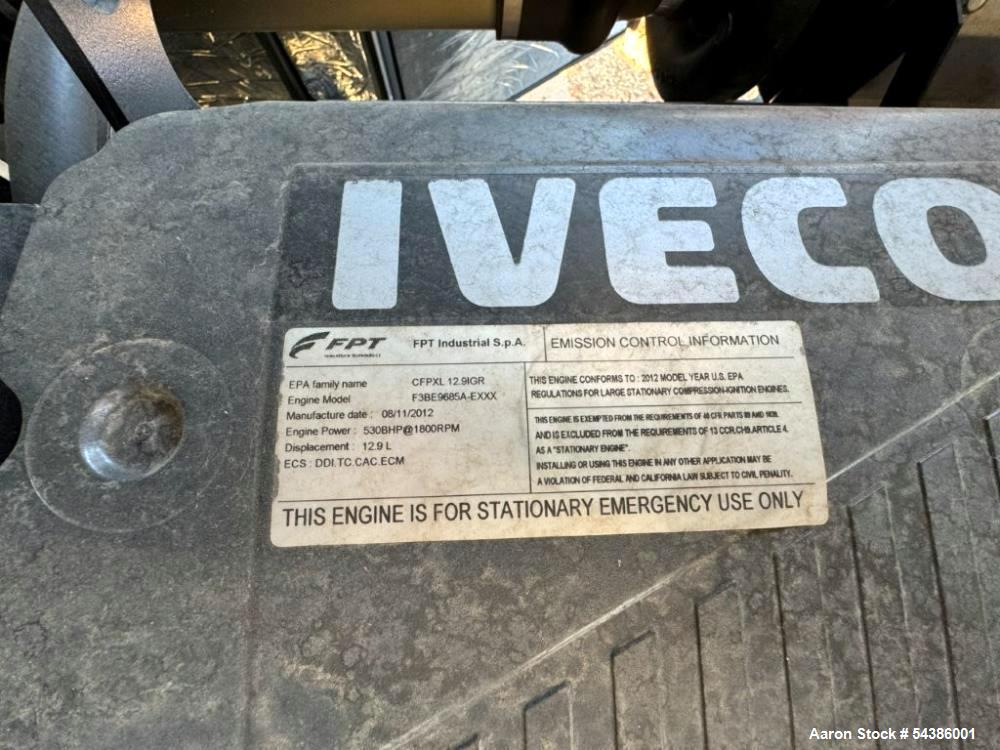 IVECO
FPT
FPT Industrial S.p.A.
EMISSION CONTROL INFORMATION
EPA family name CFPXL 12.9IGR
Engine Model F3BE9685A-EXXX
Manufacture date : 08/11/2012
Engine Power : 530BHP@1800RPM
Displacement : 12.9 L
ECS : DDI.TC.CAC.ECM
THIS ENGINE CONFORMS TO : 2012 MODEL YEAR U.S. EPA
REGULATIONS FOR LARGE STATIONARY COMPRESSION-IGNITION ENGINES.
THIS ENGINE IS EXEMPTED FROM THE REQUIREMENTS OF 40 CFR PARTS 89 AND 1039,
AND IS EXCLUDED FROM THE REQUIREMENTS OF 13 CCR,CH9,ARTICLE 4,
AS A "STATIONARY ENGINE".
INSTALLING OR USING THIS ENGINE IN ANY OTHER APPLICATION MAY BE
A VIOLATION OF FEDERAL AND CALIFORNIA LAW SUBJECT TO CIVIL PENALITY.
THIS ENGINE IS FOR STATIONARY EMERGENCY USE ONLY
Aaron Stock # 54386001